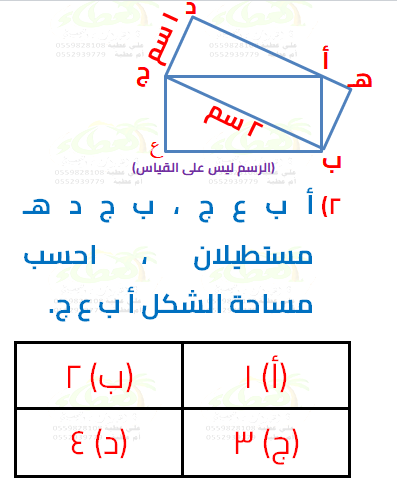 د
١ سم
أ
ج
هـ
٢ سم
ع
ب
(الرسم ليس على القياس)
٢) أ ب ع ج ، ب ج د هـ
مستطيلان ، احسب
مساحة الشكل أ ب ع ج.
(أ) ١
(ب) ٢
(ج) ٣
(د) ٤